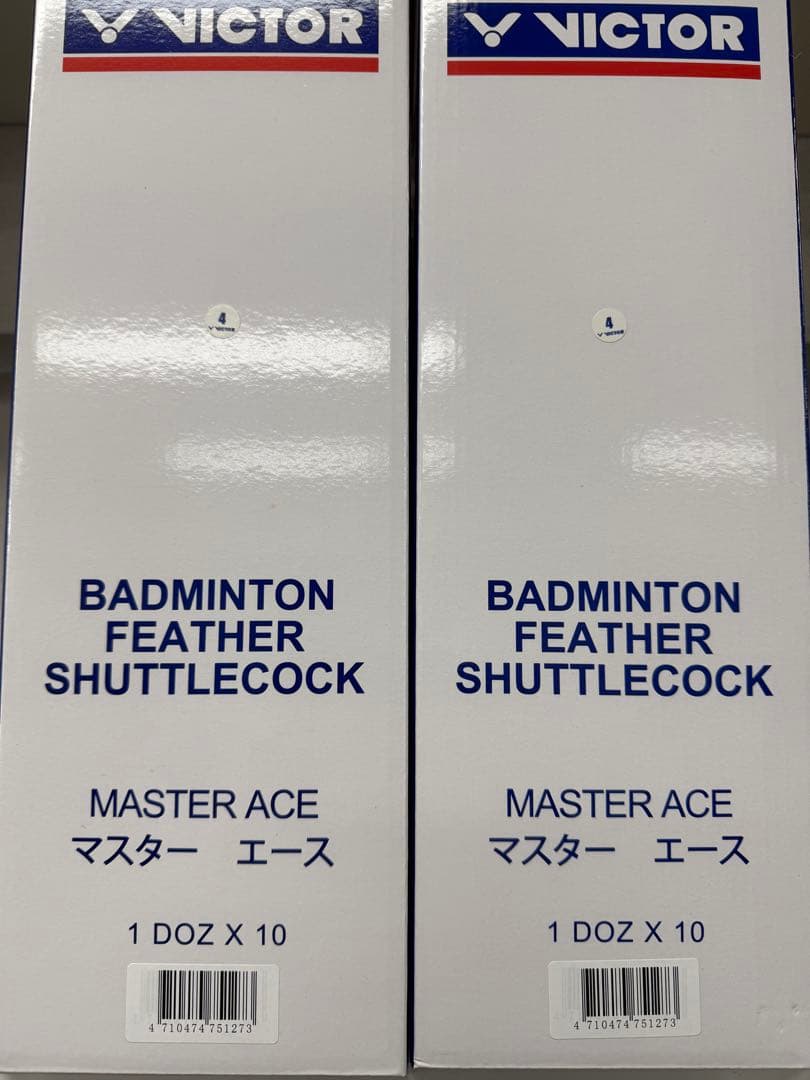 VICTOR
4
VICTOR
BADMINTON
FEATHER
SHUTTLECOCK
MASTER ACE
マスター エース
1 DOZ X 10
4 710474 751273
VICTOR
4
VICTOR
BADMINTON
FEATHER
SHUTTLECOCK
MASTER ACE
マスター エース
1 DOZ X 10
4 710474 751273